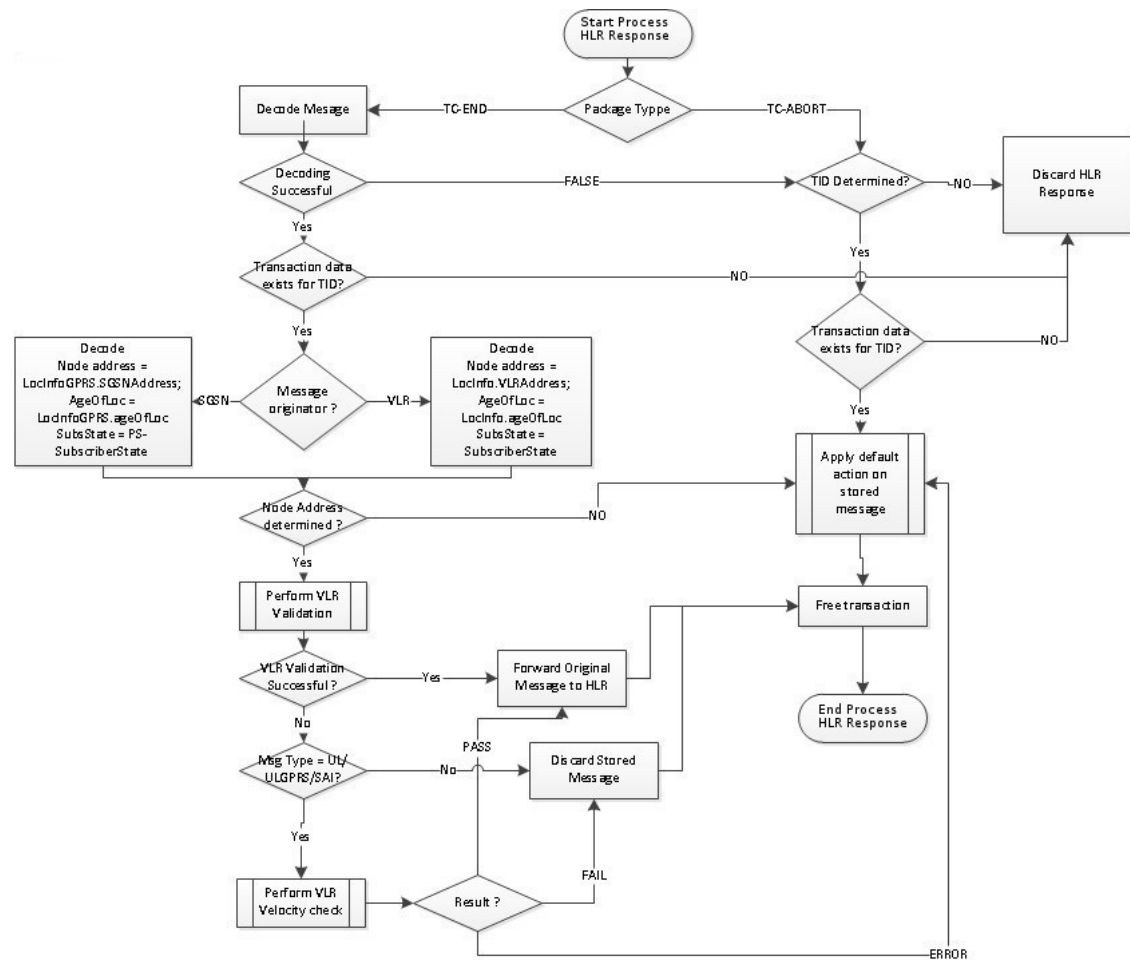 Start Process
HLR Response
Package Typpe
TC-END
TC-ABORT
Decode Mesage
Decoding
Successful
FALSE
TID Determined?
NO
Discard HLR
Response
Yes
Yes
Transaction data
exists for TID?
NO
Transaction data
exists for TID?
NO
Yes
Yes
Decode
Node address =
LocInfoGPRS.SGSNAddress;
AgeOfLoc =
LocInfoGPRS.ageOfLoc
SubsState = PS-
SubscriberState
SGSN
Message
originator ?
VLR
Decode
Node address =
LocInfo.VLRAddress;
AgeOfLoc =
LocInfo.ageOfLoc
SubsState =
SubscriberState
Apply default
action on
stored
message
Node Address
determined ?
NO
Yes
Perform VLR
Validation
Free transaction
VLR Validation
Successful ?
Yes
Forward Original
Message to HLR
End Process
HLR Response
No
PASS
Msg Type = UL/
ULGPRS/SAI?
No
Discard Stored
Message
Yes
FAIL
Perform VLR
Velocity check
Result ?
ERROR